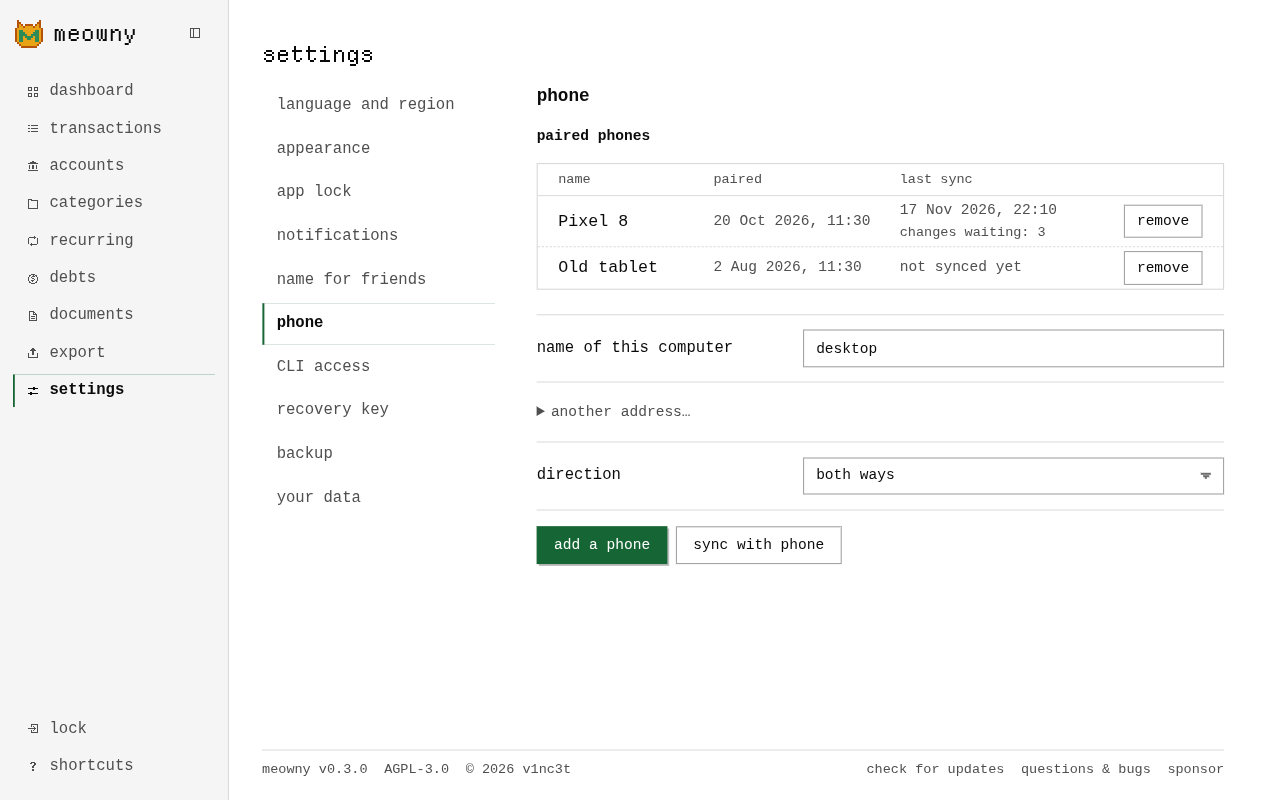 meowny
dashboard
transactions
accounts
categories
recurring
debts
documents
export
settings
lock
? shortcuts
settings
language and region
appearance
app lock
notifications
name for friends
phone
CLI access
recovery key
backup
your data
phone
paired phones
name paired last sync
Pixel 8 20 Oct 2026, 11:30 17 Nov 2026, 22:10 remove
changes waiting: 3
Old tablet 2 Aug 2026, 11:30 not synced yet remove
name of this computer desktop
another address…
direction both ways
add a phone sync with phone
meowny v0.3.0 AGPL-3.0 © 2026 v1nc3t check for updates questions & bugs sponsor